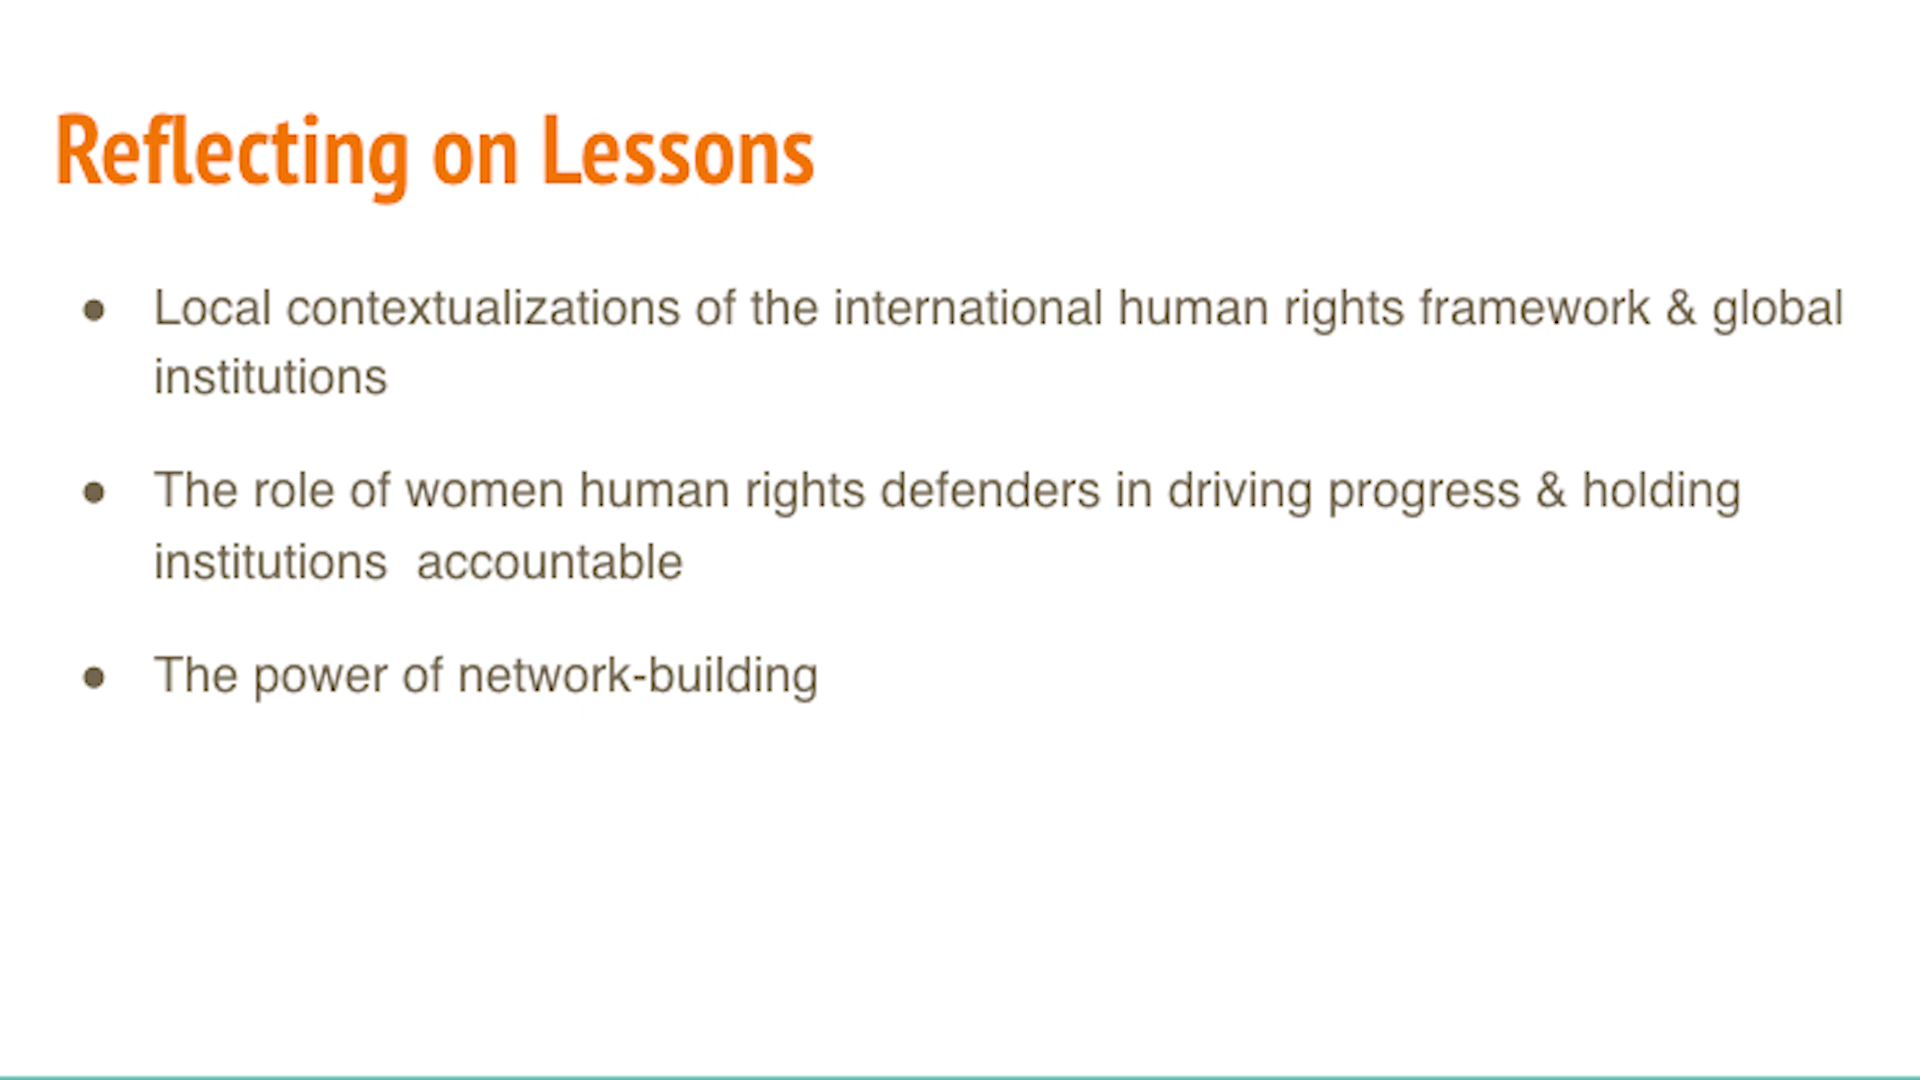 Reflecting on Lessons
● Local contextualizations of the international human rights framework & global
institutions
● The role of women human rights defenders in driving progress & holding
institutions  accountable
● The power of network-building